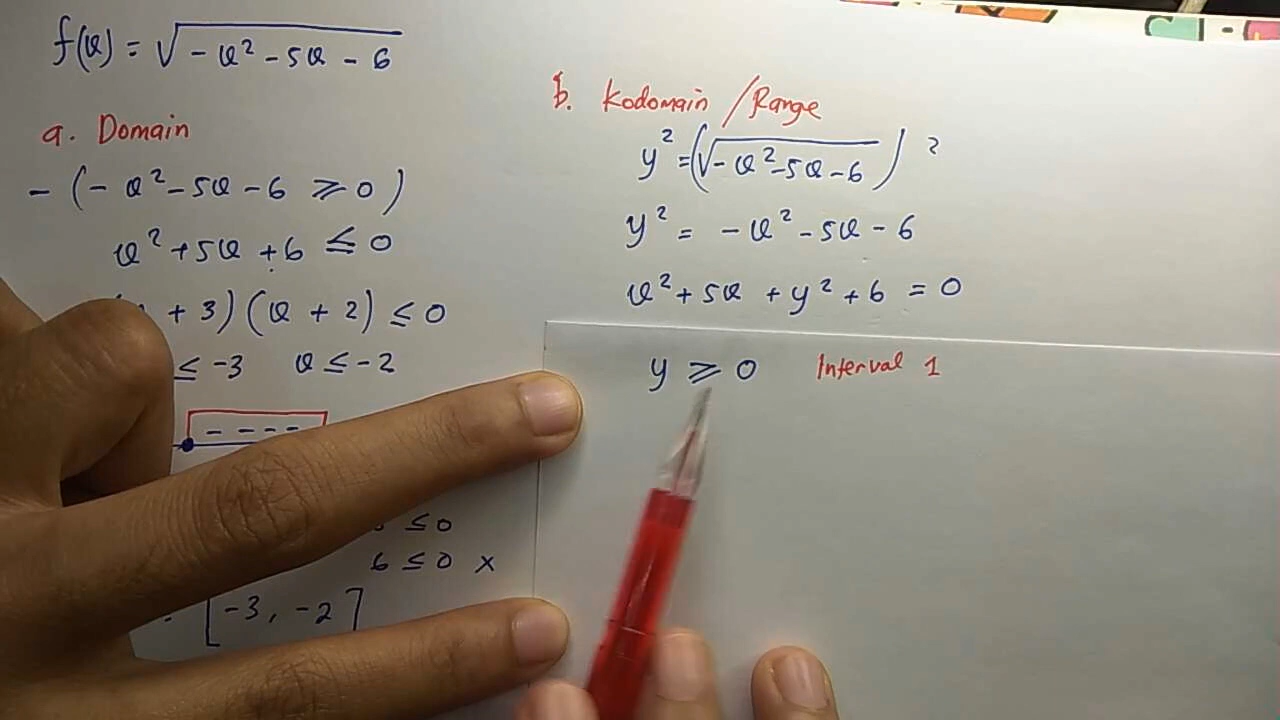 f(x) = √-x² - 5x - 6
a. Domain
- (- x² - 5x - 6 ⩾ 0)
x² + 5x + 6 ≤ 0
+ 3) (x + 2) ≤ 0
≤ -3 x ≤ -2
- - - -
≤ 0
6 ≤ 0 x
[-3, -2]
b. Kodomain / Range
y² = (√-x² - 5x - 6)²
y² = -x² - 5x - 6
x² + 5x + y² + 6 = 0
y ⩾ 0 Interval 1